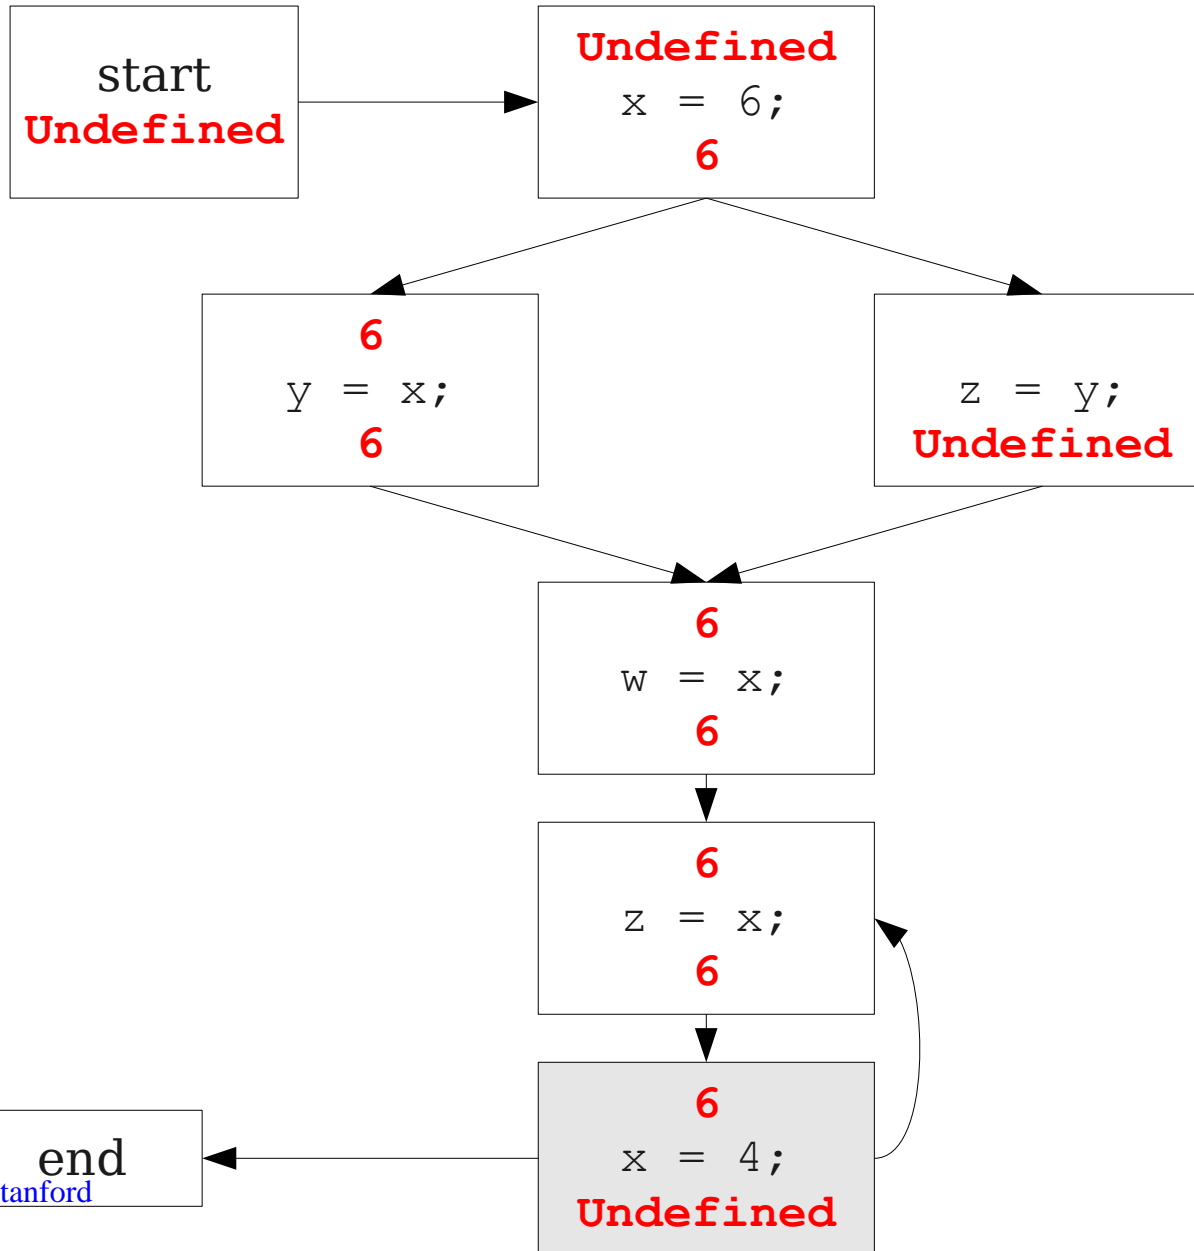 start
Undefined
Undefined
x = 6;
6
6
y = x;
6
z = y;
Undefined
6
w = x;
6
6
z = x;
6
6
x = 4;
Undefined
end
tanford